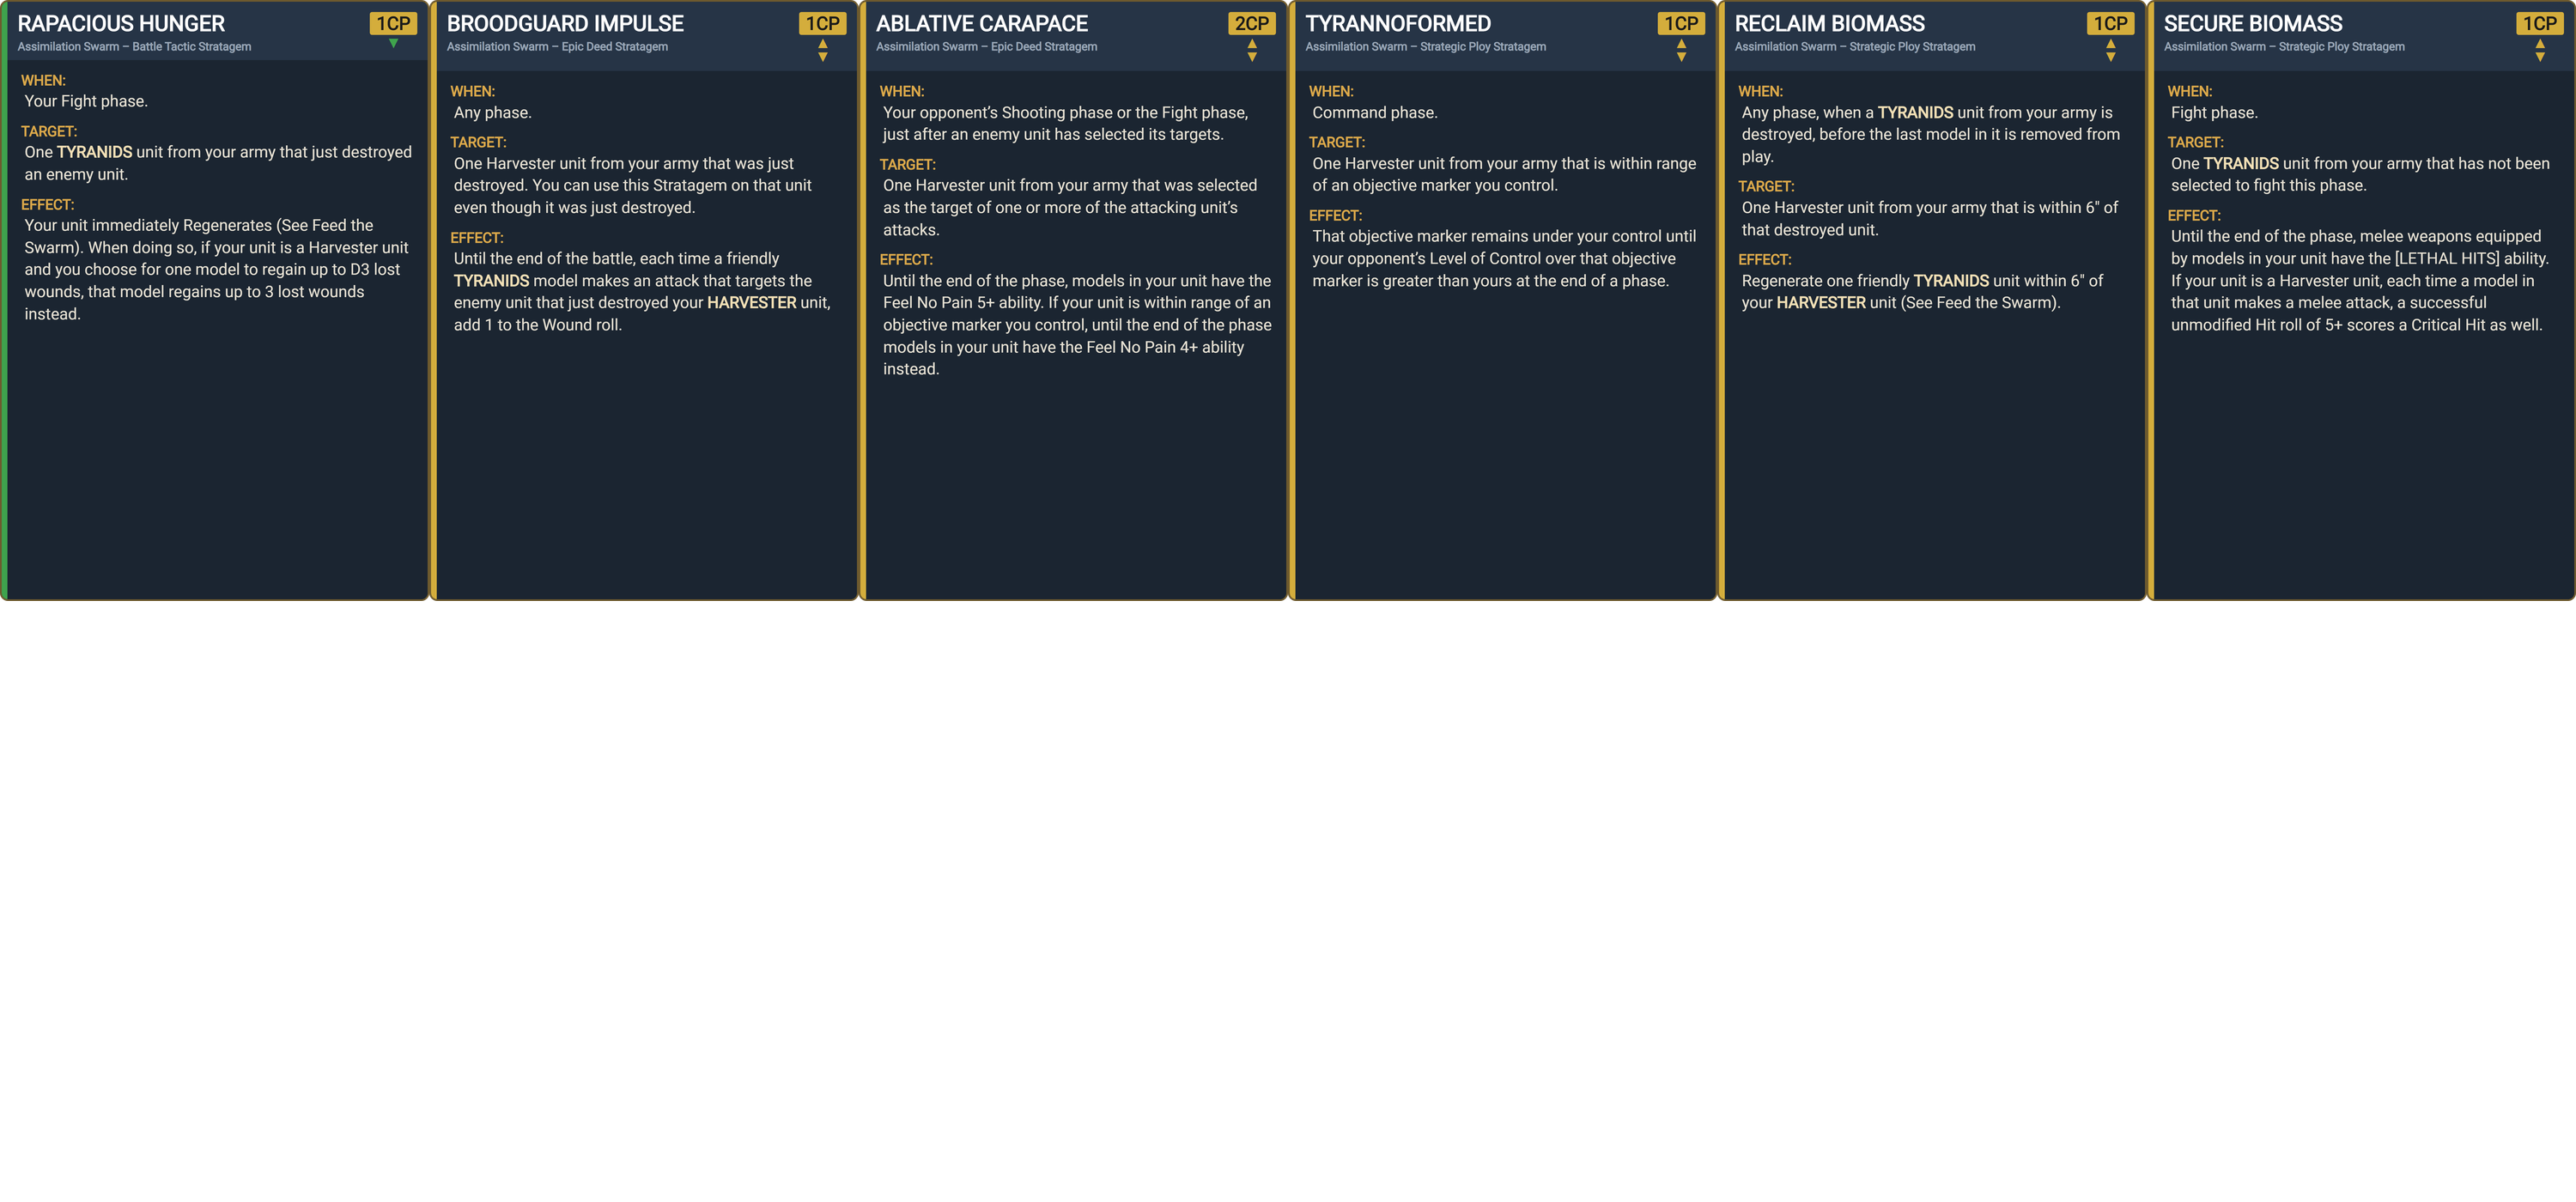 RAPACIOUS HUNGER
1CP
Assimilation Swarm – Battle Tactic Stratagem
▼
WHEN:
Your Fight phase.
TARGET:
One TYRANIDS unit from your army that just destroyed
an enemy unit.
EFFECT:
Your unit immediately Regenerates (See Feed the
Swarm). When doing so, if your unit is a Harvester unit
and you choose for one model to regain up to D3 lost
wounds, that model regains up to 3 lost wounds
instead.
BROODGUARD IMPULSE
1CP
Assimilation Swarm – Epic Deed Stratagem
▲
▼
WHEN:
Any phase.
TARGET:
One Harvester unit from your army that was just
destroyed. You can use this Stratagem on that unit
even though it was just destroyed.
EFFECT:
Until the end of the battle, each time a friendly
TYRANIDS model makes an attack that targets the
enemy unit that just destroyed your HARVESTER unit,
add 1 to the Wound roll.
ABLATIVE CARAPACE
2CP
Assimilation Swarm – Epic Deed Stratagem
▲
▼
WHEN:
Your opponent’s Shooting phase or the Fight phase,
just after an enemy unit has selected its targets.
TARGET:
One Harvester unit from your army that was selected
as the target of one or more of the attacking unit’s
attacks.
EFFECT:
Until the end of the phase, models in your unit have the
Feel No Pain 5+ ability. If your unit is within range of an
objective marker you control, until the end of the phase
models in your unit have the Feel No Pain 4+ ability
instead.
TYRANNOFORMED
1CP
Assimilation Swarm – Strategic Ploy Stratagem
▲
▼
WHEN:
Command phase.
TARGET:
One Harvester unit from your army that is within range
of an objective marker you control.
EFFECT:
That objective marker remains under your control until
your opponent’s Level of Control over that objective
marker is greater than yours at the end of a phase.
RECLAIM BIOMASS
1CP
Assimilation Swarm – Strategic Ploy Stratagem
▲
▼
WHEN:
Any phase, when a TYRANIDS unit from your army is
destroyed, before the last model in it is removed from
play.
TARGET:
One Harvester unit from your army that is within 6" of
that destroyed unit.
EFFECT:
Regenerate one friendly TYRANIDS unit within 6" of
your HARVESTER unit (See Feed the Swarm).
SECURE BIOMASS
1CP
Assimilation Swarm – Strategic Ploy Stratagem
▲
▼
WHEN:
Fight phase.
TARGET:
One TYRANIDS unit from your army that has not been
selected to fight this phase.
EFFECT:
Until the end of the phase, melee weapons equipped
by models in your unit have the [LETHAL HITS] ability.
If your unit is a Harvester unit, each time a model in
that unit makes a melee attack, a successful
unmodified Hit roll of 5+ scores a Critical Hit as well.